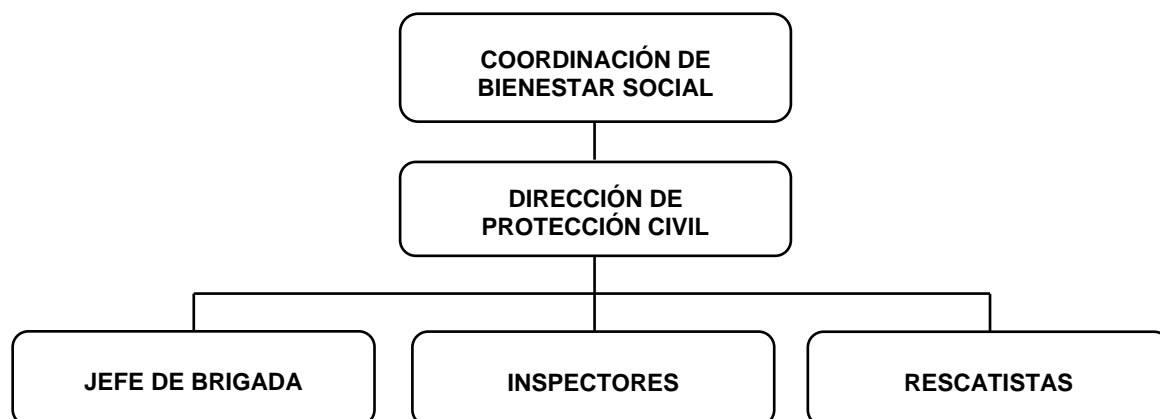 COORDINACIÓN DE
BIENESTAR SOCIAL
DIRECCIÓN DE
PROTECCIÓN CIVIL
JEFE DE BRIGADA
INSPECTORES
RESCATISTAS